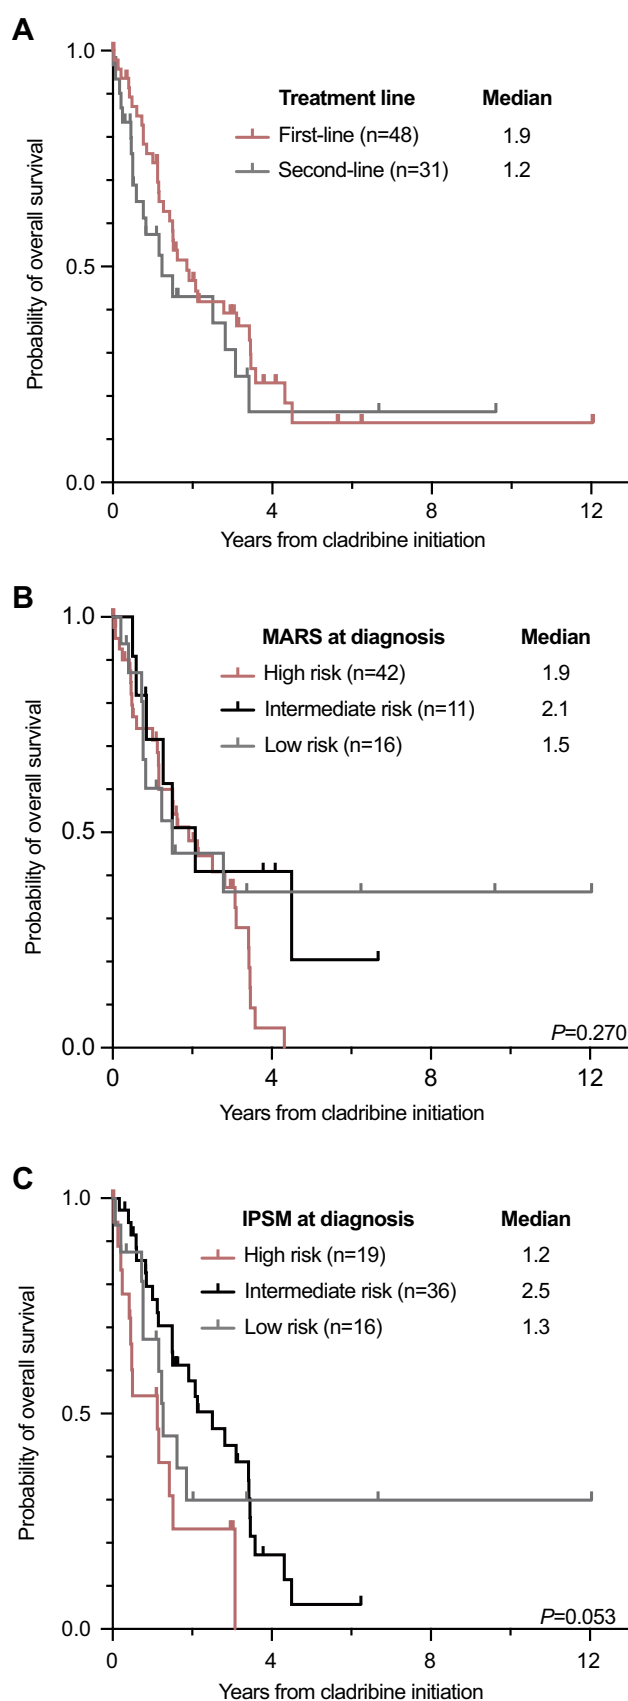 A
1.0
Treatment line Median
First-line (n=48) 1.9
Second-line (n=31) 1.2
Probability of overall survival
0.5
0.0
0 4 8 12
Years from cladribine initiation
B
1.0
MARS at diagnosis Median
High risk (n=42) 1.9
Intermediate risk (n=11) 2.1
Low risk (n=16) 1.5
Probability of overall survival
0.5
P=0.270
0.0
0 4 8 12
Years from cladribine initiation
C
1.0
IPSM at diagnosis Median
High risk (n=19) 1.2
Intermediate risk (n=36) 2.5
Low risk (n=16) 1.3
Probability of overall survival
0.5
P=0.053
0.0
0 4 8 12
Years from cladribine initiation